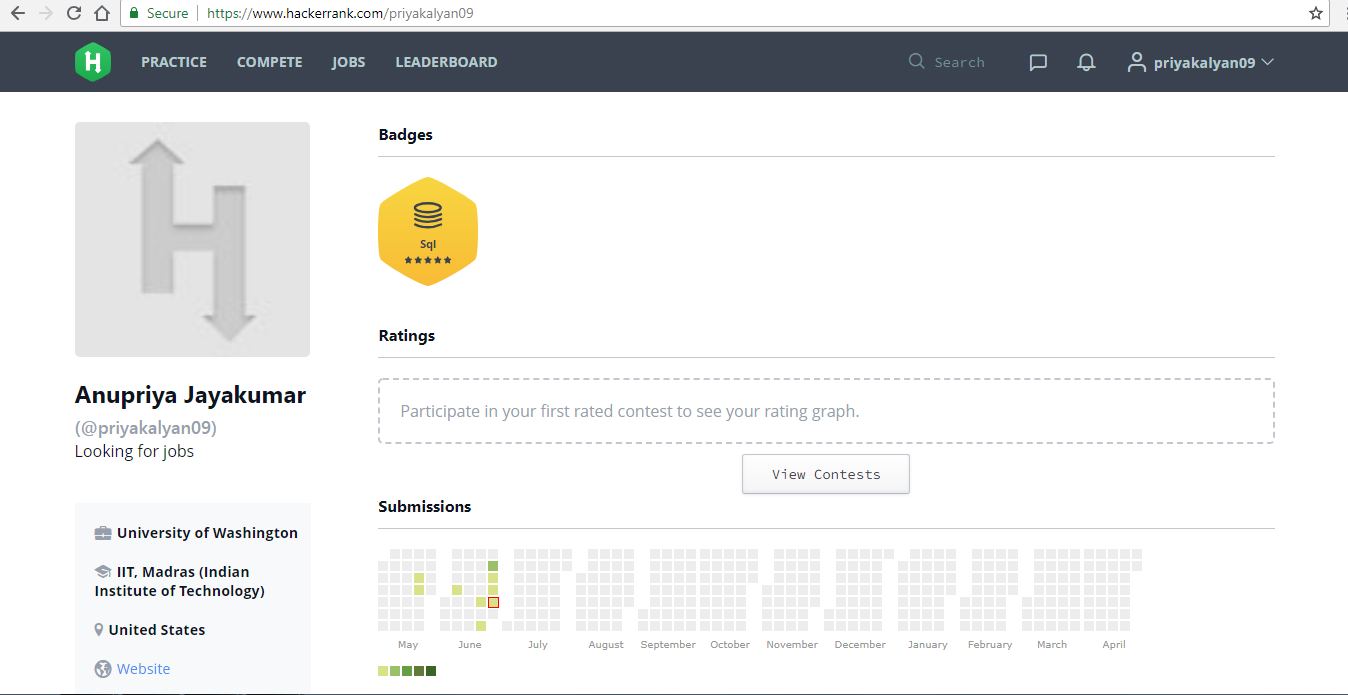 Secure https://www.hackerrank.com/priyakalyan09
H PRACTICE COMPETE JOBS LEADERBOARD Search priyakalyan09
Badges
Sql
Ratings
Participate in your first rated contest to see your rating graph.
View Contests
Anupriya Jayakumar
(@priyakalyan09)
Looking for jobs
University of Washington
IIT, Madras (Indian
Institute of Technology)
United States
Website
Submissions
May June July August September October November December January February March April